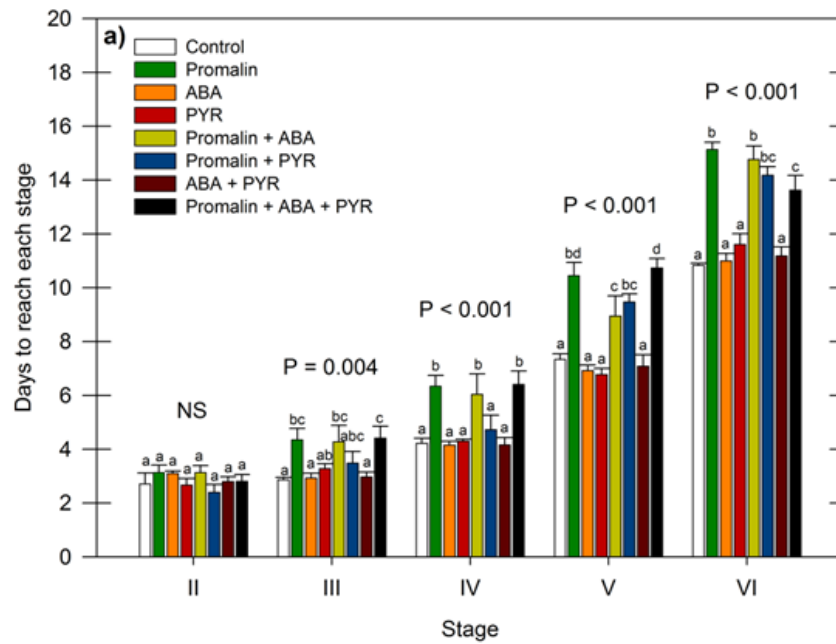 a)
Control
Promalin
ABA
PYR
Promalin + ABA
Promalin + PYR
ABA + PYR
Promalin + ABA + PYR
Days to reach each stage
20
18
16
14
12
10
8
6
4
2
0
NS
a a a a a a a a
P = 0.004
a bc a ab bc abc a c
P < 0.001
a b a a b a a b
P < 0.001
a bd a a c bc a d
P < 0.001
a b a a b bc a c
II III IV V VI
Stage